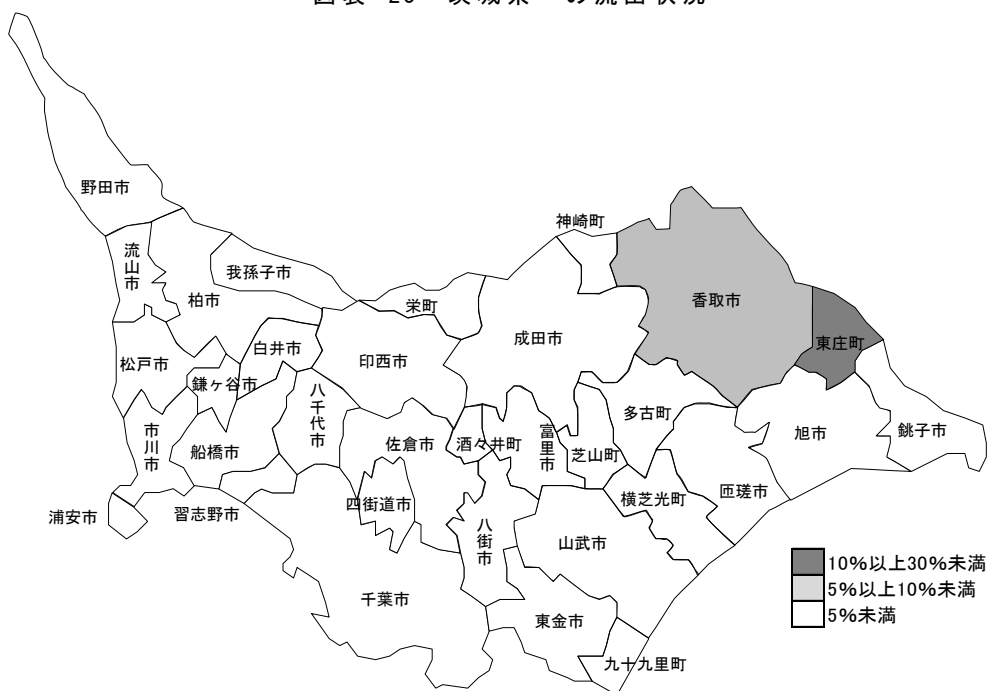 野田市
流山市
我孫子市
柏市
神崎町
香取市
栄町
成田市
東庄町
白井市
印西市
松戸市
鎌ヶ谷市
八千代市
多古町
市川市
船橋市
佐倉市
酒々井町
富里市
芝山町
旭市
銚子市
匝瑳市
横芝光町
四街道市
浦安市
習志野市
八街市
山武市
千葉市
東金市
九十九里町
10%以上30%未満
5%以上10%未満
5%未満